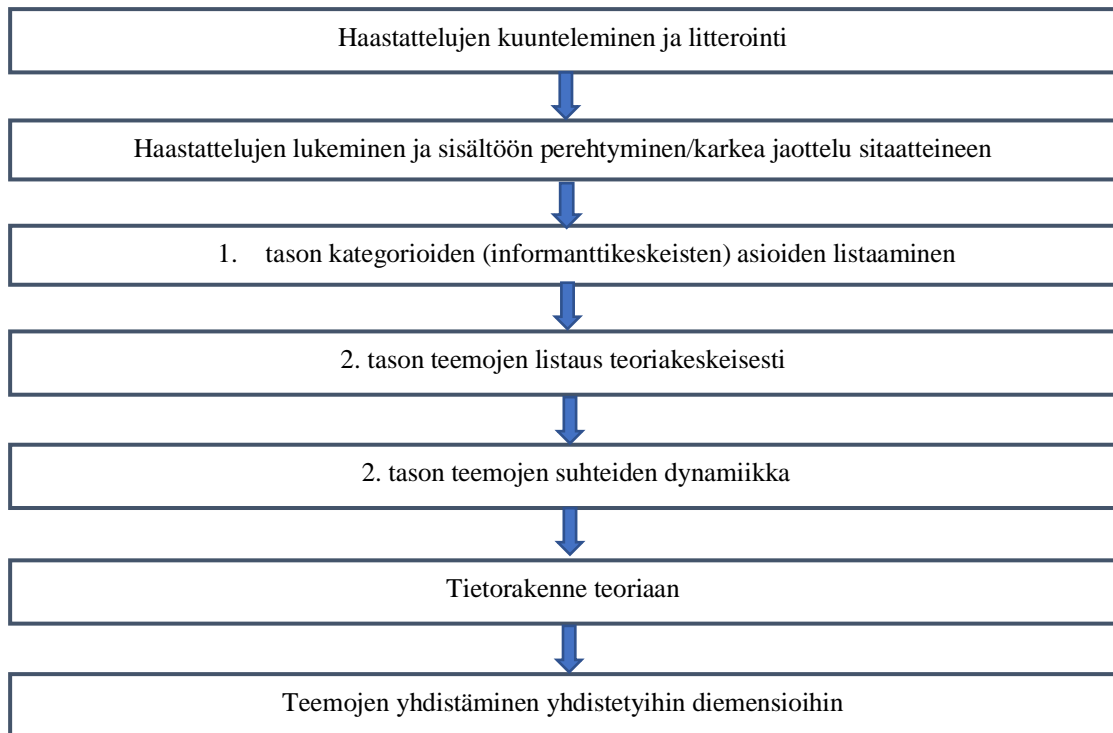 Haastattelujen kuunteleminen ja litterointi
Haastattelujen lukeminen ja sisältöön perehtyminen/karkea jaottelu sitaatteineen
1. tason kategorioiden (informanttikeskeisten) asioiden listaaminen
2. tason teemojen listaus teoriakeskeisesti
2. tason teemojen suhteiden dynamiikka
Tietorakenne teoriaan
Teemojen yhdistäminen yhdistetyihin diemensioihin